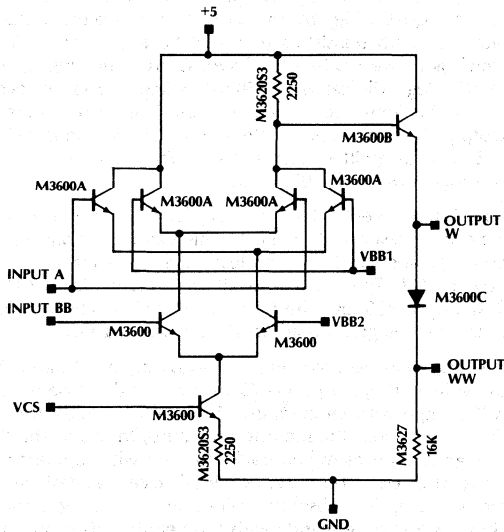 +5
M3620S3
2250
M3600B
M3600A
M3600A
M3600A
M3600A
OUTPUT
W
VBB1
INPUT A
M3600C
INPUT BB
M3600
M3600
VBB2
OUTPUT
WW
VCS
M3600
M3620S3
2250
M3627
16K
GND